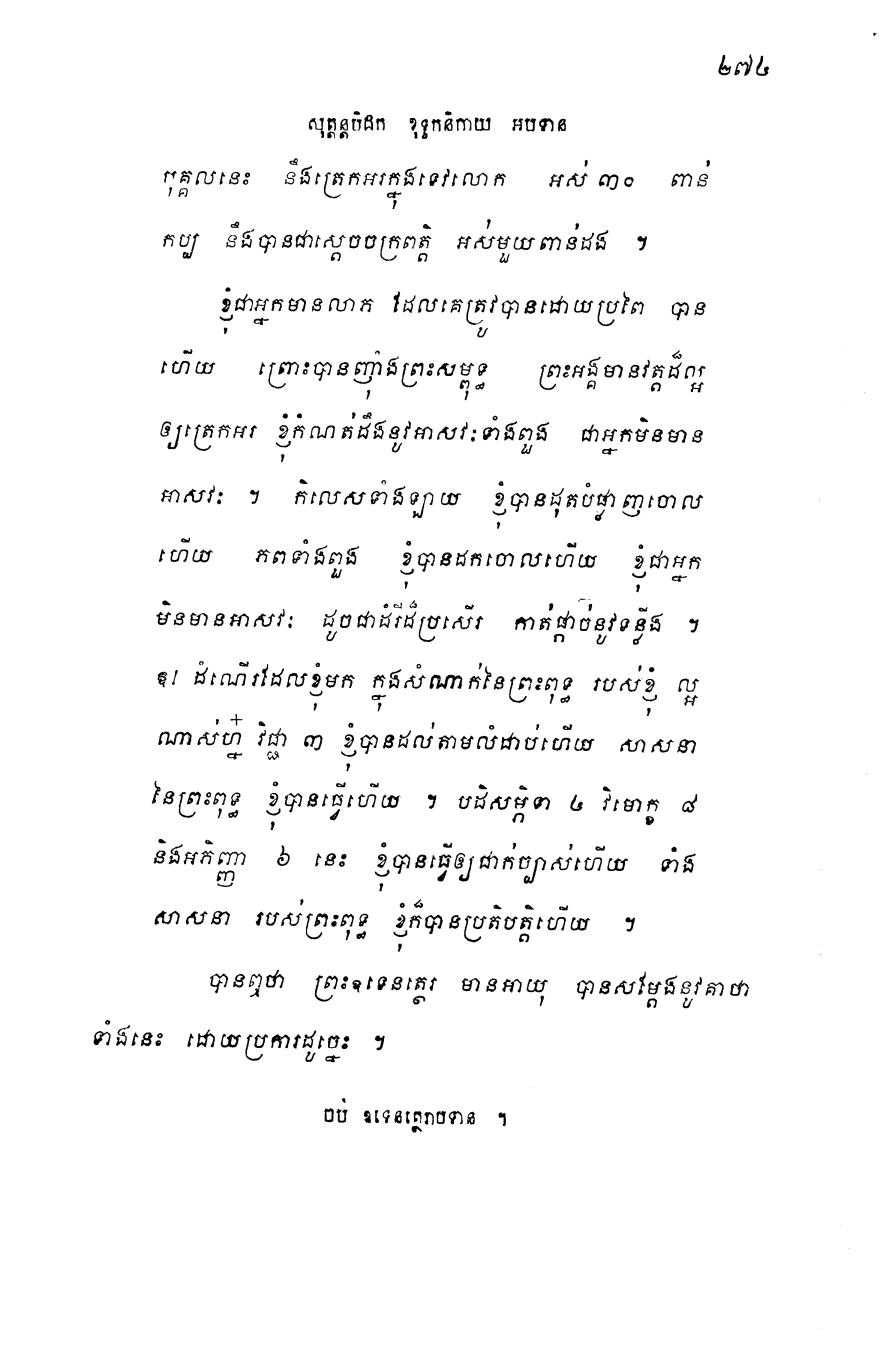 ២៧៤
សុត្តន្តបិដក ខុទ្ទកនិកាយ អបទាន
បុគ្គលនេះ នឹងត្រេកអរក្នុងទេវលោក អស់ ៣០ ពាន់
កប្ប នឹងបានជាស្តេចចក្រពត្តិ អស់មួយពាន់ដង ។
ខ្ញុំជាអ្នកមានលាភ ដែលគេត្រូវបានដោយប្រពៃ បាន
ហើយ ព្រោះបានញ៉ាំងព្រះសម្ពុទ្ធ ព្រះអង្គមានវត្តដ៏ល្អ
ឲ្យត្រេកអរ ខ្ញុំកំណត់ដឹងនូវអាសវៈទាំងពួង ជាអ្នកមិនមាន
អាសវៈ ។ កិលេសទាំងឡាយ ខ្ញុំបានដុតបំផ្លាញចោល
ហើយ ភពទាំងពួង ខ្ញុំបានដកចោលហើយ ខ្ញុំជាអ្នក
មិនមានអាសវៈ ដូចជាដំរីដ៏ប្រសើរ កាត់ផ្តាច់នូវទន្លីង ។
ឱ! ដំណើរដែលខ្ញុំមក ក្នុងសំណាក់នៃព្រះពុទ្ធ របស់ខ្ញុំ ល្អ
ណាស់ហ្ន៎ វិជ្ជា ៣ ខ្ញុំបានដល់តាមលំដាប់ហើយ សាសនា
នៃព្រះពុទ្ធ ខ្ញុំបានធ្វើហើយ ។ បដិសម្ភិទា ៤ វិមោក្ខ ៨
និងអភិញ្ញា ៦ នេះ ខ្ញុំបានធ្វើឲ្យជាក់ច្បាស់ហើយ ទាំង
សាសនា របស់ព្រះពុទ្ធ ខ្ញុំក៏បានប្រតិបត្តិហើយ ។
បានឮថា ព្រះឧទេនត្ថេរ មានអាយុ បានសម្តែងនូវគាថា
ទាំងនេះ ដោយប្រការដូច្នេះ ។
ចប់ ឧទេនត្ថេរាបទាន ។